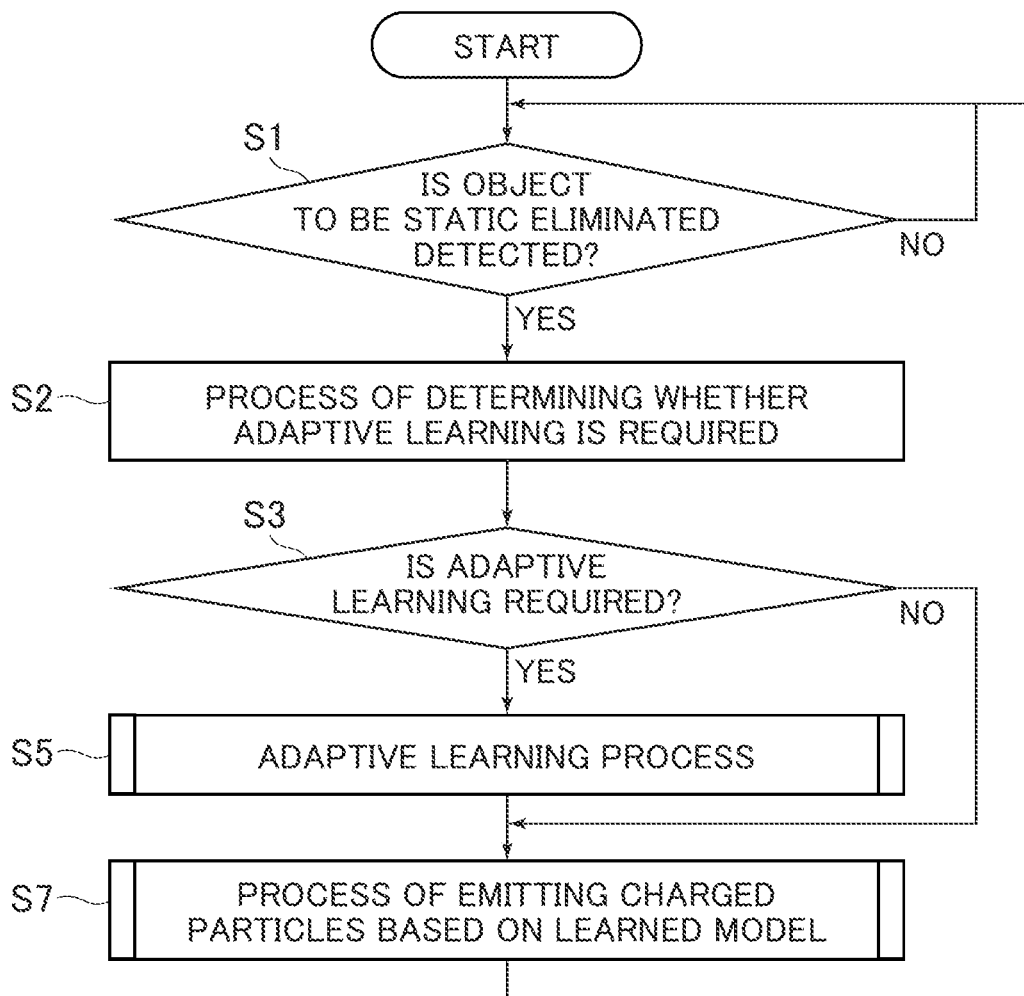 START
S1
IS OBJECT
TO BE STATIC ELIMINATED
DETECTED?
NO
YES
S2
PROCESS OF DETERMINING WHETHER
ADAPTIVE LEARNING IS REQUIRED
S3
IS ADAPTIVE
LEARNING REQUIRED?
NO
YES
S5
ADAPTIVE LEARNING PROCESS
S7
PROCESS OF EMITTING CHARGED
PARTICLES BASED ON LEARNED MODEL